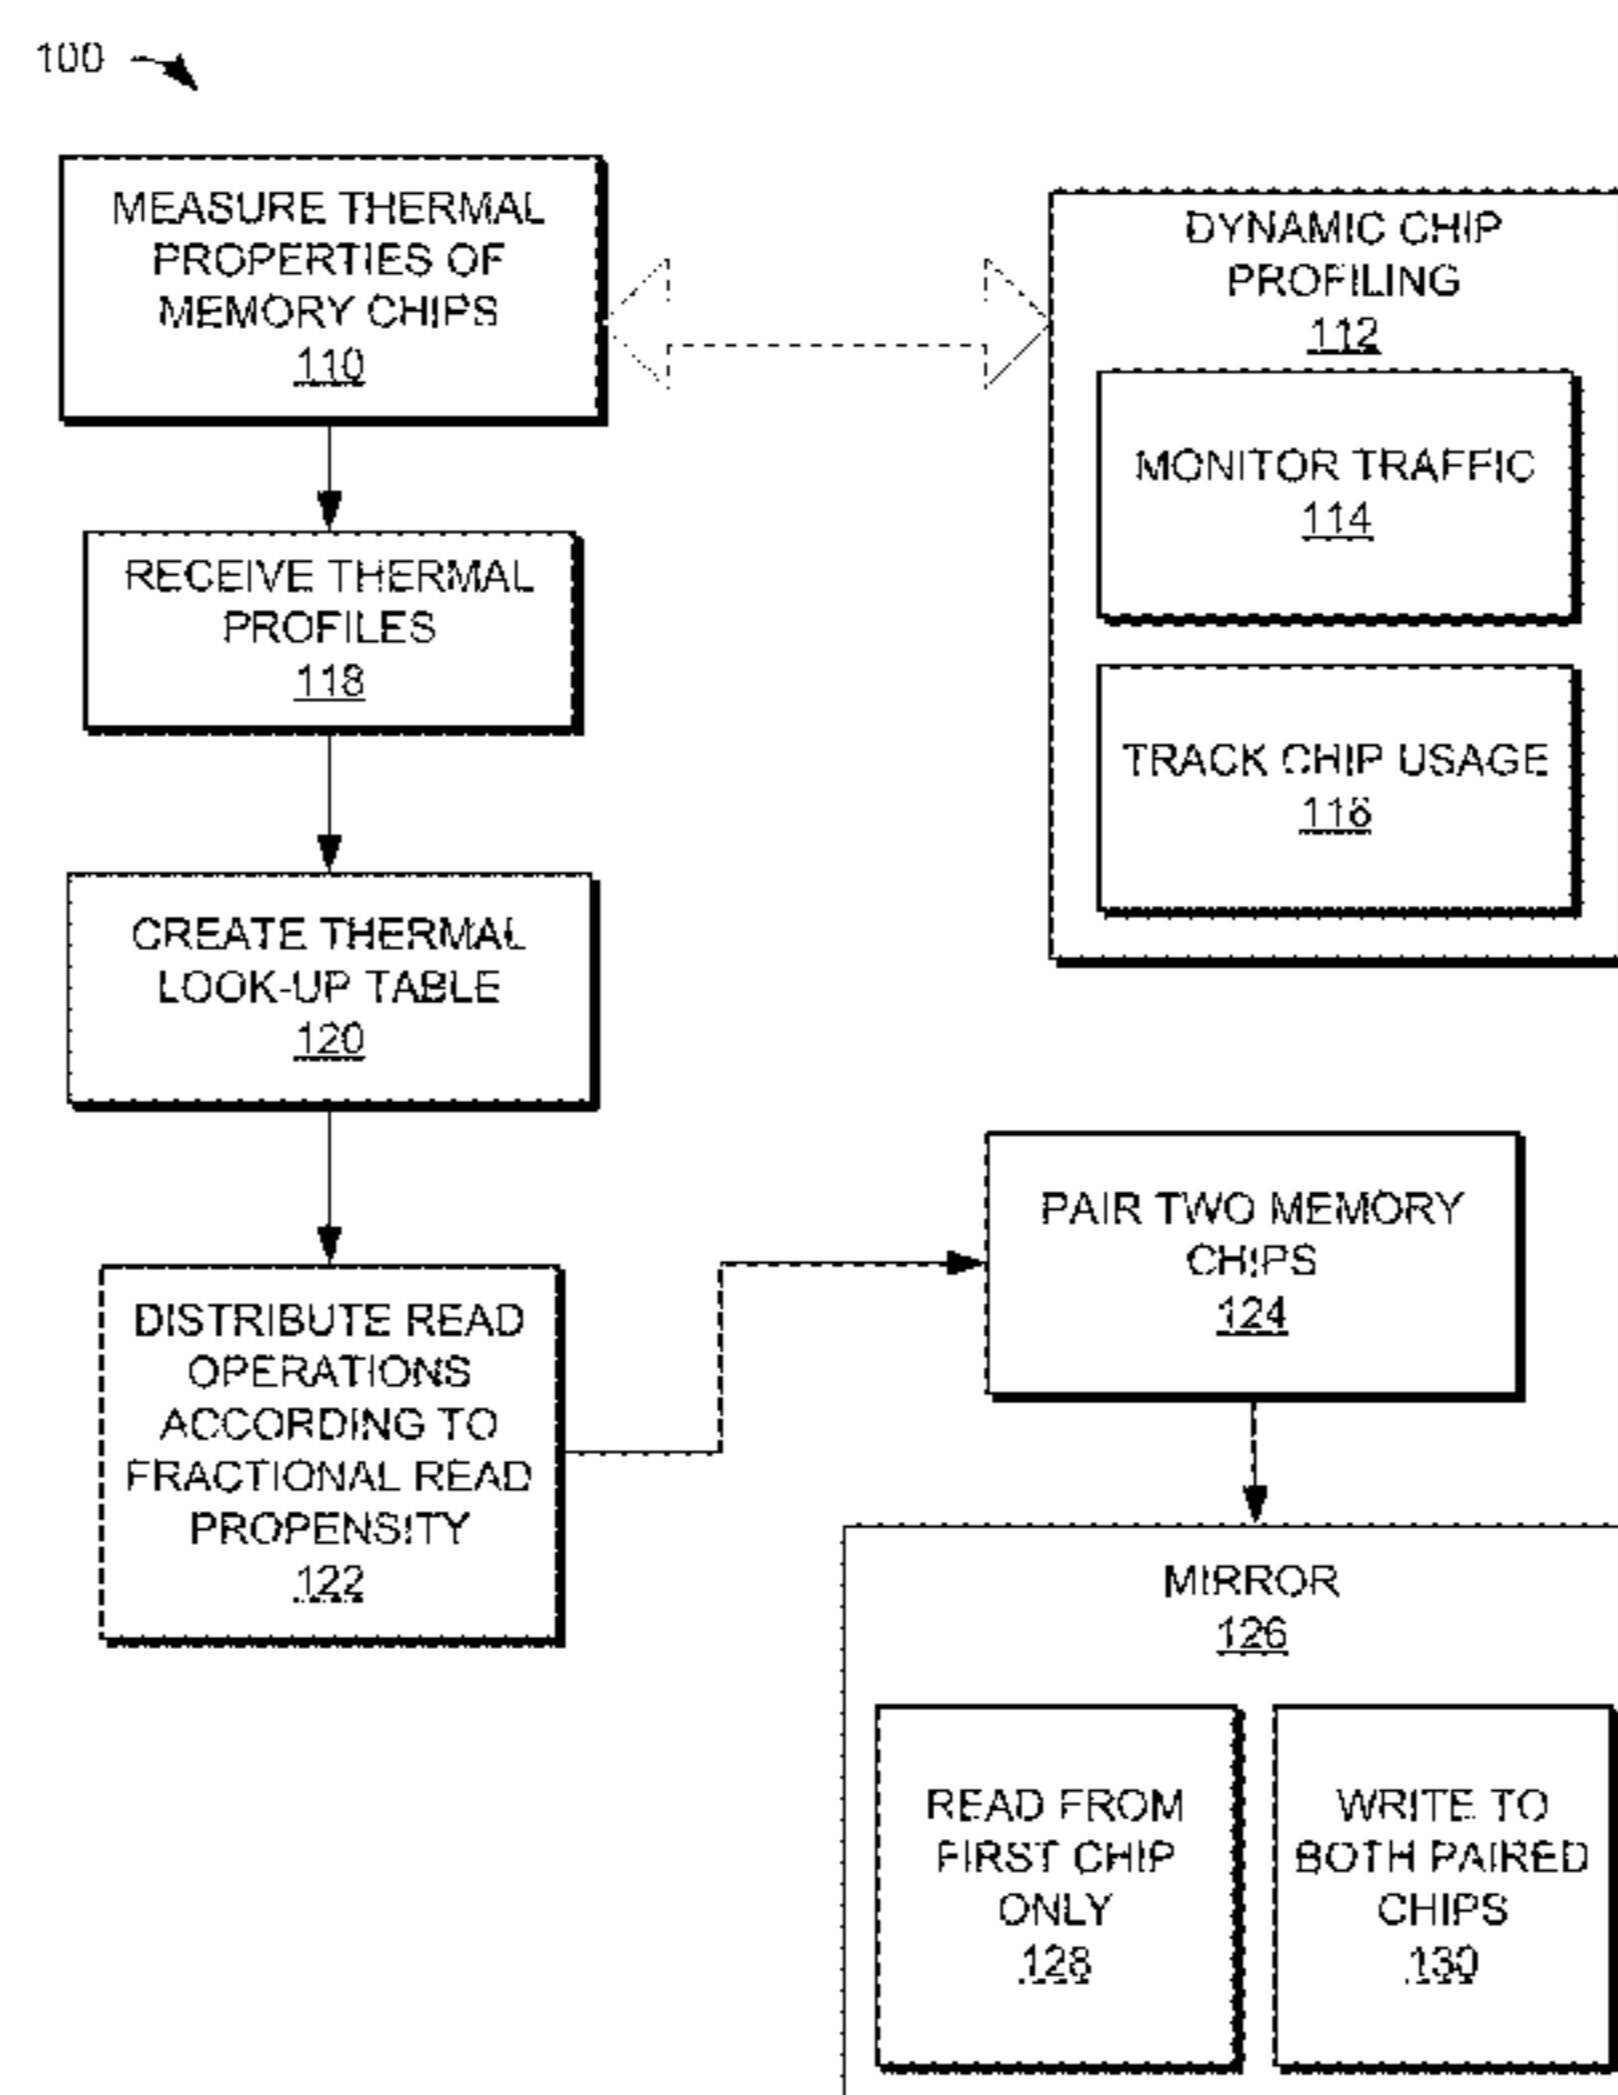 100
MEASURE THERMAL
PROPERTIES OF
MEMORY CHIPS
110
DYNAMIC CHIP
PROFILING
112
MONITOR TRAFFIC
114
TRACK CHIP USAGE
116
RECEIVE THERMAL
PROFILES
118
CREATE THERMAL
LOOK-UP TABLE
120
DISTRIBUTE READ
OPERATIONS
ACCORDING TO
FRACTIONAL READ
PROPENSITY
122
PAIR TWO MEMORY
CHIPS
124
MIRROR
126
READ FROM
FIRST CHIP
ONLY
128
WRITE TO
BOTH PAIRED
CHIPS
130